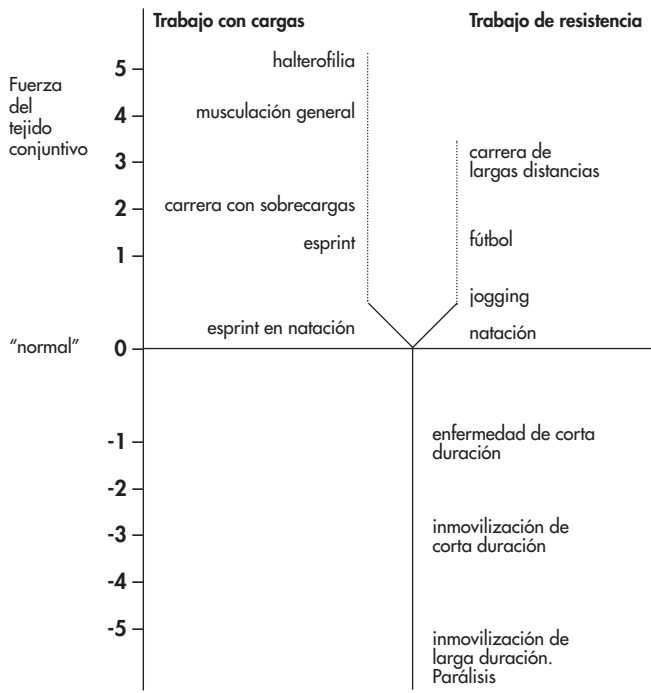 Trabajo con cargas
Trabajo de resistencia
Fuerza
del
tejido
conjuntivo
5
halterofilia
4
musculación general
3
carrera de
largas distancias
2
carrera con sobrecargas
1
esprint
fútbol
jogging
esprint en natación
natación
“normal”
0
-1
enfermedad de corta
duración
-2
-3
inmovilización de
corta duración
-4
-5
inmovilización de
larga duración.
Parálisis